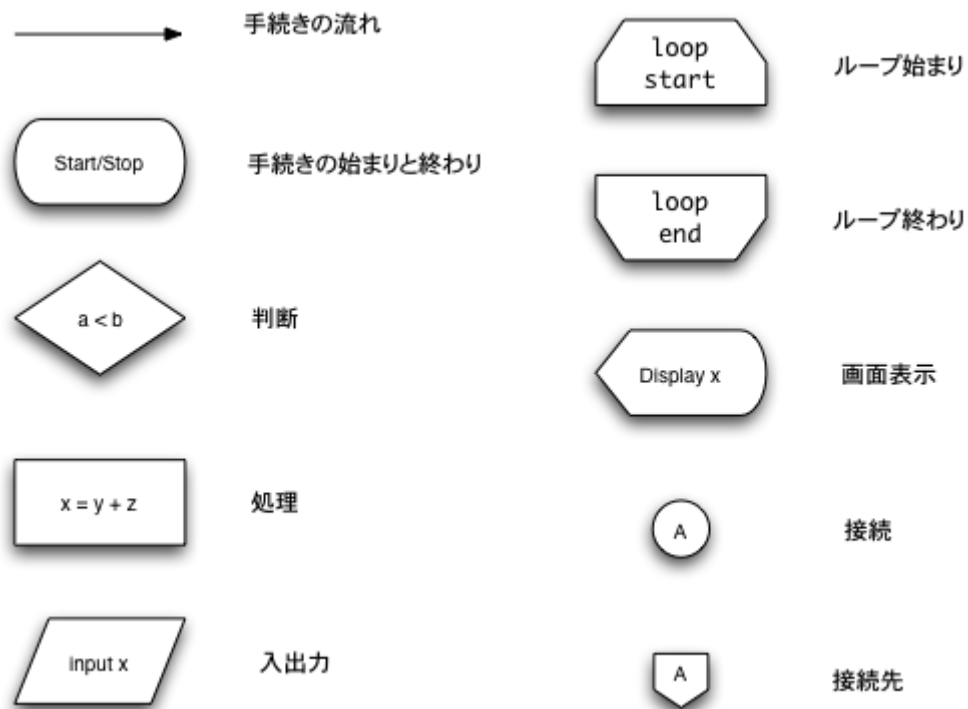 手続きの流れ
Start/Stop
手続きの始まりと終わり
a < b
判断
x = y + z
処理
input x
入出力
loop
start
ループ始まり
loop
end
ループ終わり
Display x
画面表示
A
接続
A
接続先